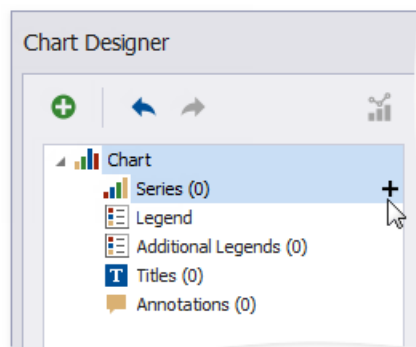 Chart Designer
Chart
Series (0)
Legend
Additional Legends (0)
Titles (0)
Annotations (0)